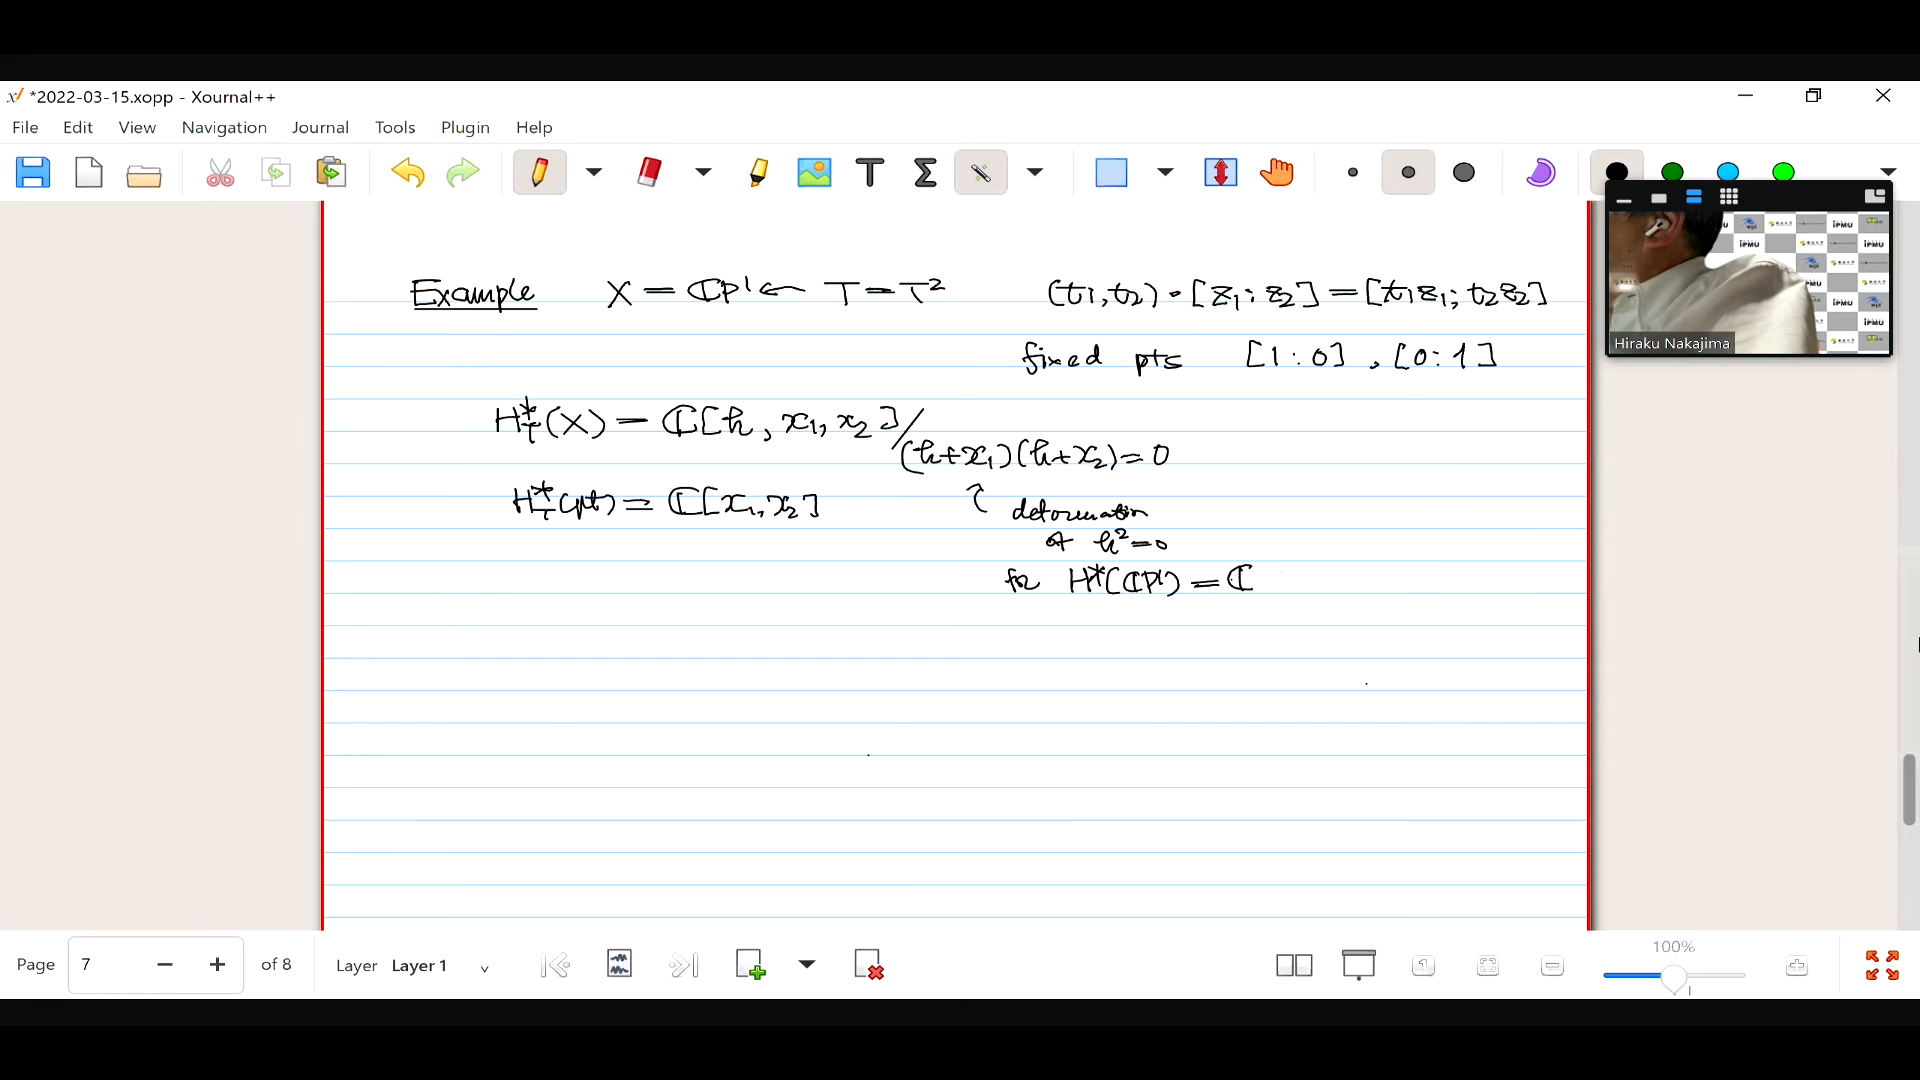 *2022-03-15.xopp - Xournal++
File Edit View Navigation Journal Tools Plugin Help
Example X = ℂP¹ ← T = T² (t₁,t₂)·[z₁:z₂] = [t₁z₁; t₂z₂]
fixed pts [1:0], [0:1]
H*_T(X) = ℂ[h, x₁, x₂]/(h+x₁)(h+x₂)=0
H*_T(pt) = ℂ[x₁,x₂]
deformation
of h²=0
for H*(ℂP¹) = ℂ
Hiraku Nakajima
iPMU
Page 7 of 8 Layer Layer 1
100%